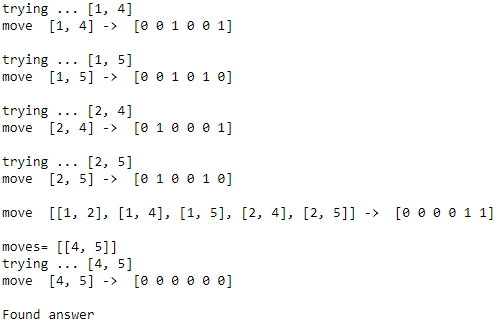 trying ... [1, 4]
move  [1, 4] ->  [0 0 1 0 0 1]
trying ... [1, 5]
move  [1, 5] ->  [0 0 1 0 1 0]
trying ... [2, 4]
move  [2, 4] ->  [0 1 0 0 0 1]
trying ... [2, 5]
move  [2, 5] ->  [0 1 0 0 1 0]
move  [[1, 2], [1, 4], [1, 5], [2, 4], [2, 5]] ->  [0 0 0 0 1 1]
moves= [[4, 5]]
trying ... [4, 5]
move  [4, 5] ->  [0 0 0 0 0 0]
Found answer